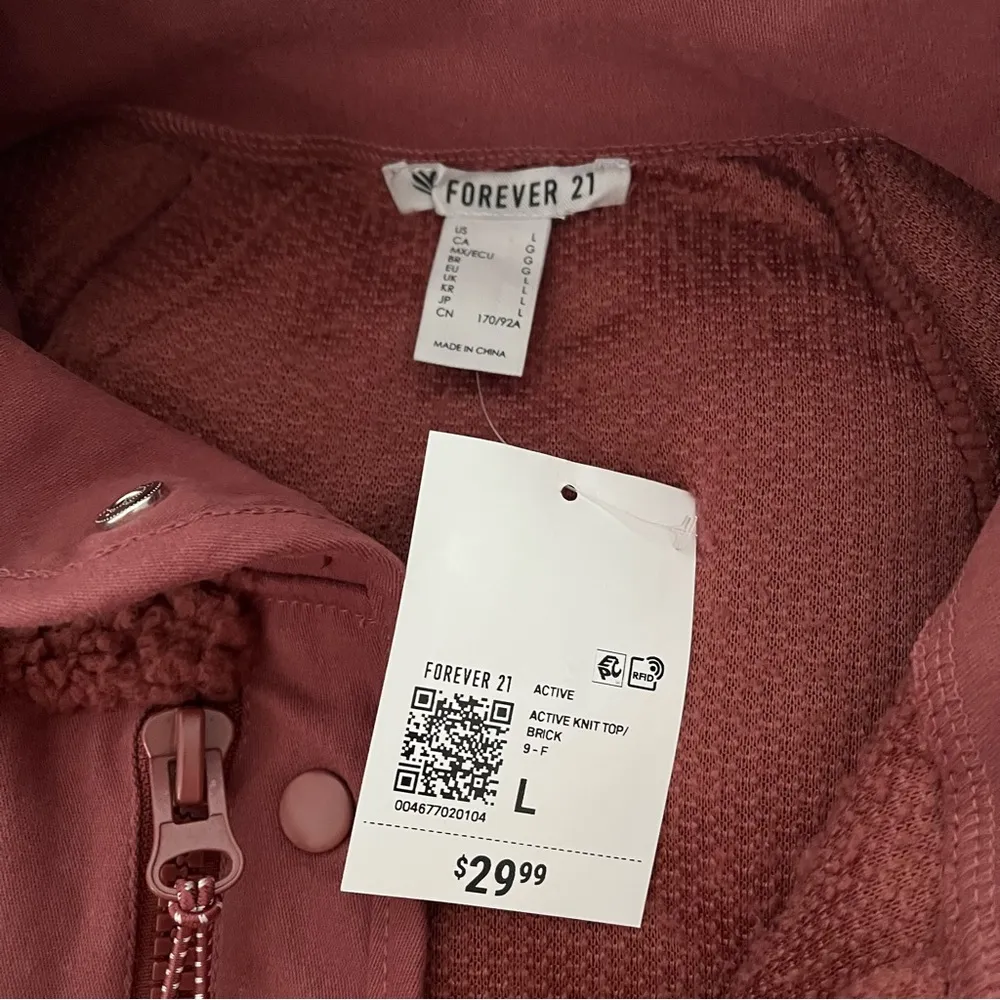 FOREVER 21
US L
CA G
MX/ECU G
BR G
EU L
UK L
KR L
JP L
CN 170/92A
MADE IN CHINA
EPC RFID
FOREVER 21 ACTIVE
ACTIVE KNIT TOP/
BRICK
9-F
L
004677020104
$29.99